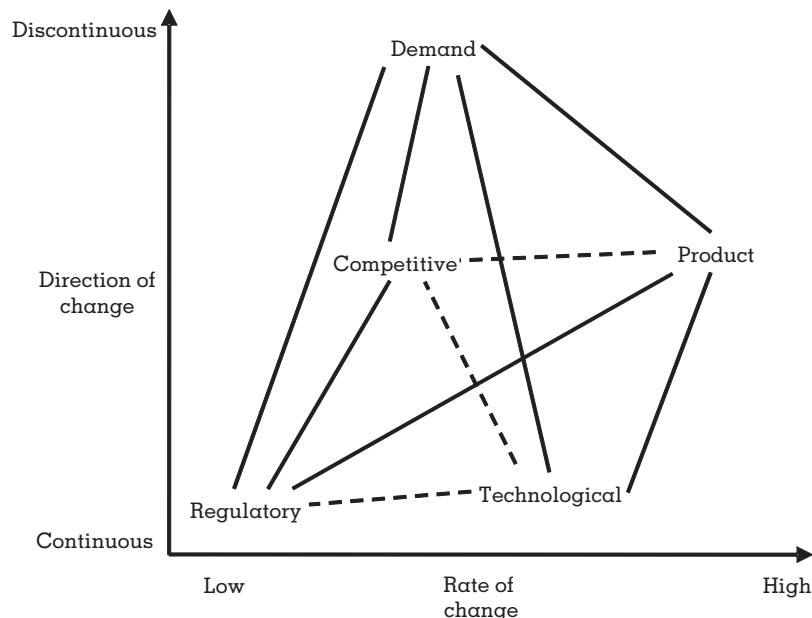 Discontinuous
Demand
Competitive
Product
Direction of
change
Technological
Regulatory
Continuous
Low
Rate of
change
High